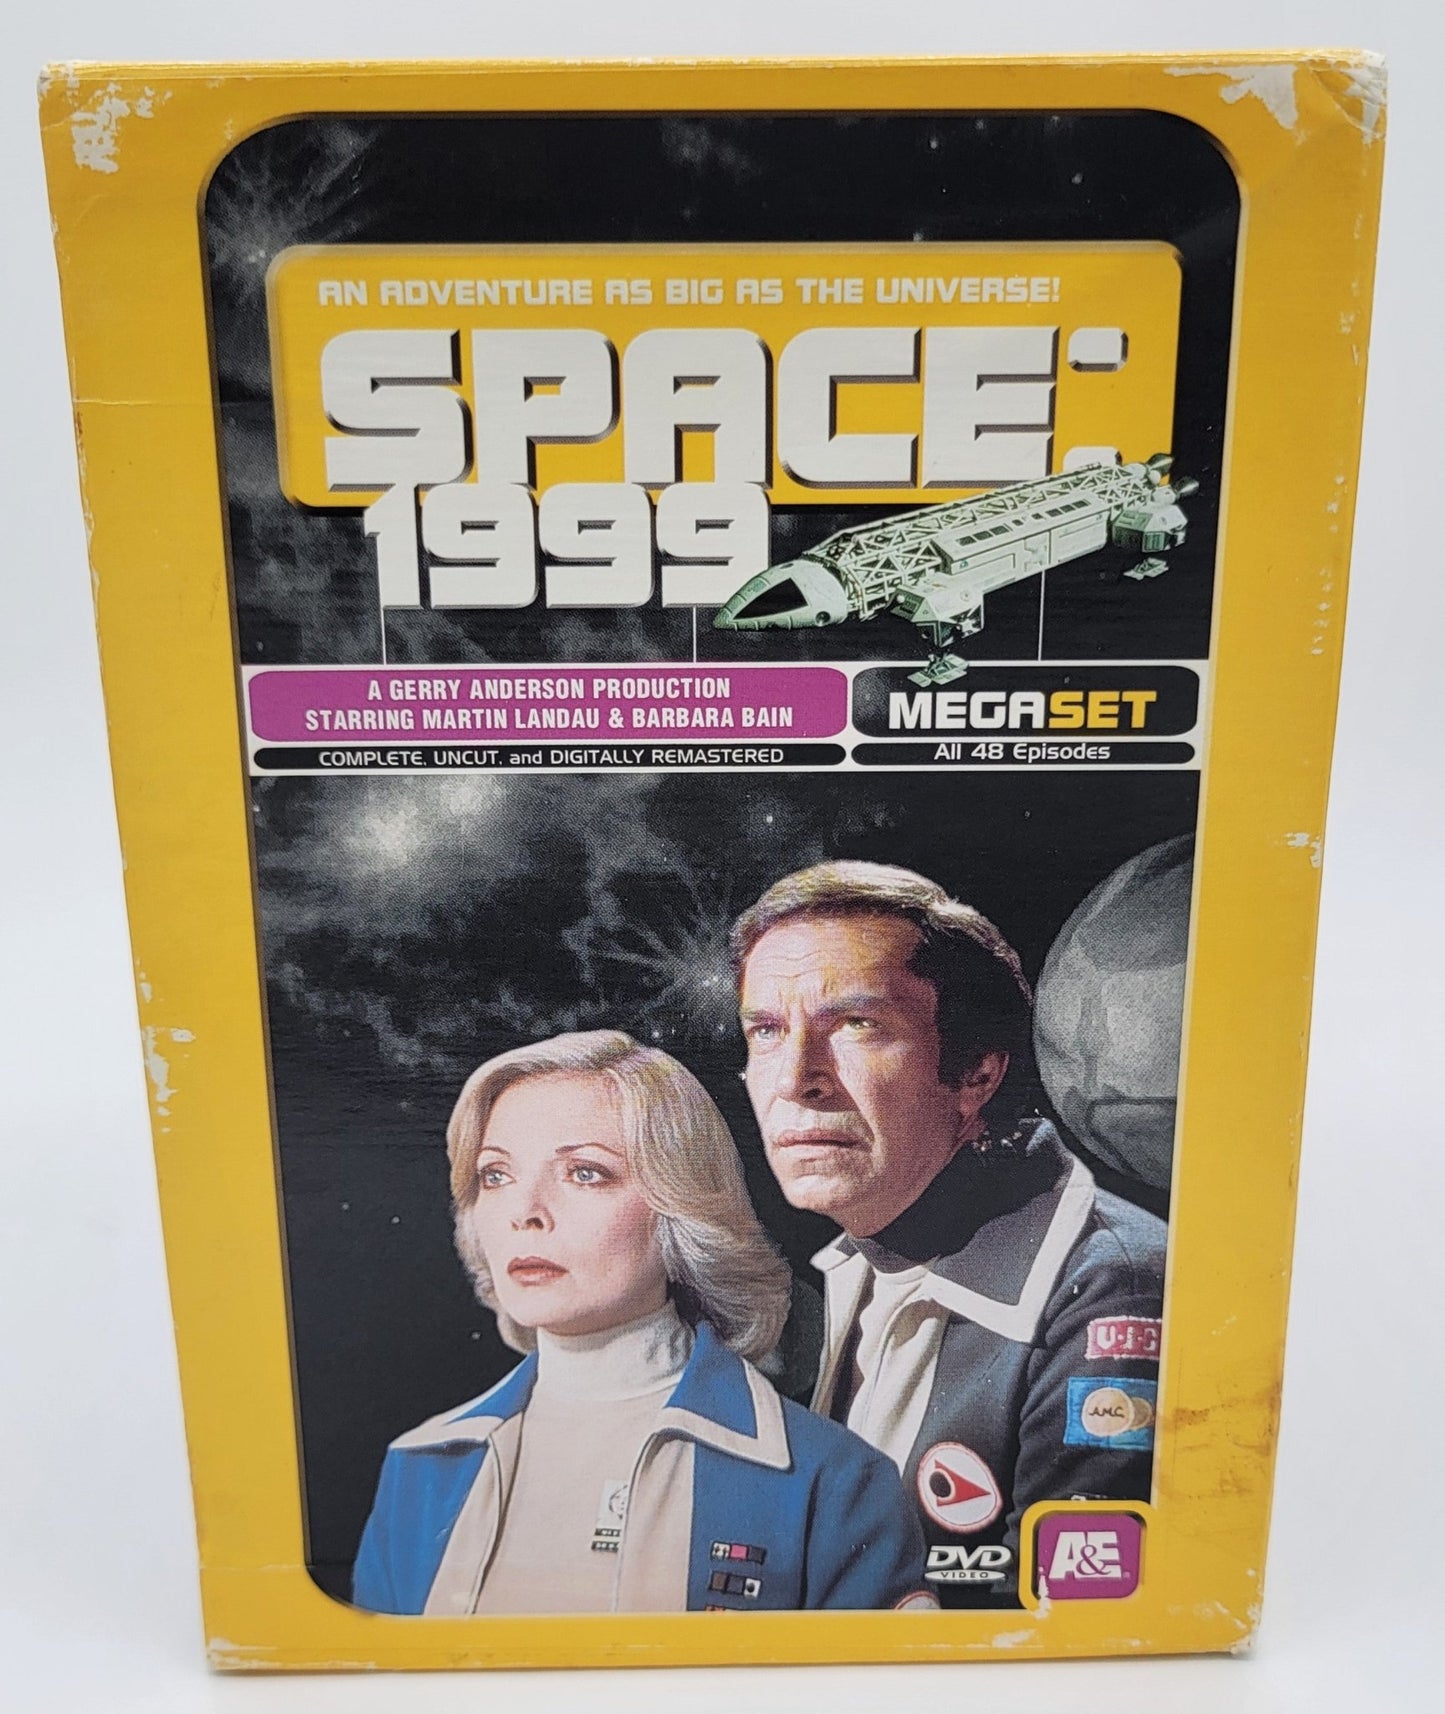 AN ADVENTURE AS BIG AS THE UNIVERSE!
SPACE:
1999
A GERRY ANDERSON PRODUCTION
STARRING MARTIN LANDAU & BARBARA BAIN
MEGASET
COMPLETE, UNCUT, and DIGITALLY REMASTERED
All 48 Episodes
U·J·C
A.M.C.
DVD
VIDEO
A&E